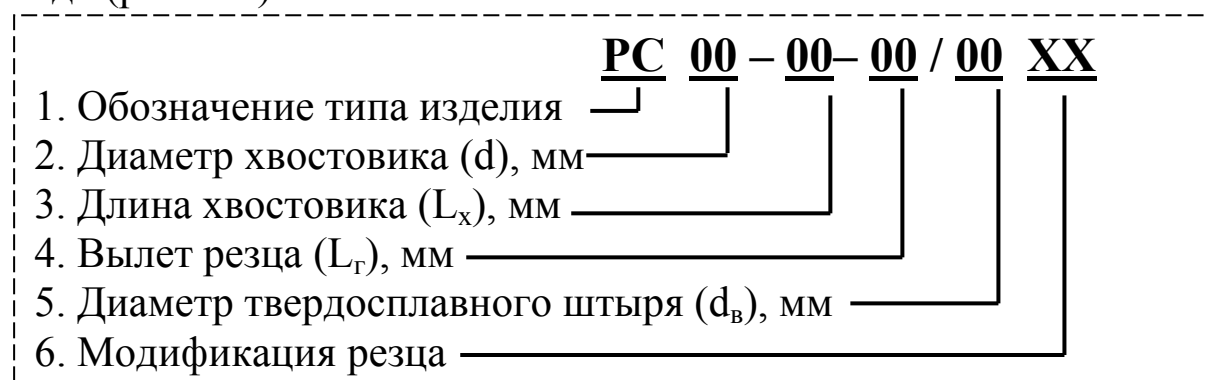 РС 00 – 00– 00 / 00 ХХ
1. Обозначение типа изделия
2. Диаметр хвостовика (d), мм
3. Длина хвостовика (Lх), мм
4. Вылет резца (Lг), мм
5. Диаметр твердосплавного штыря (dв), мм
6. Модификация резца